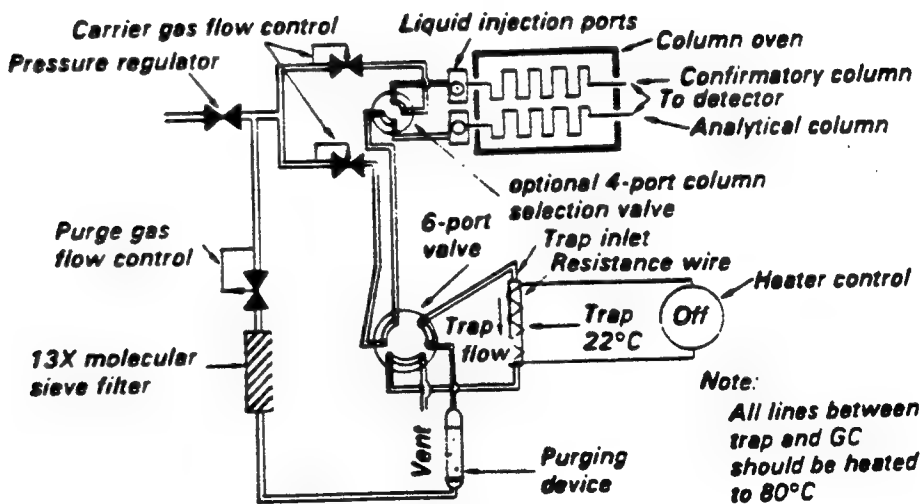 Carrier gas flow control
Pressure regulator
Liquid injection ports
Column oven
Confirmatory column
To detector
Analytical column
optional 4-port column
selection valve
6-port
valve
Purge gas
flow control
Trap inlet
Resistance wire
Heater control
Off
Trap
flow
Trap
22°C
13X molecular
sieve filter
Vent
Purging
device
Note:
All lines between
trap and GC
should be heated
to 80°C